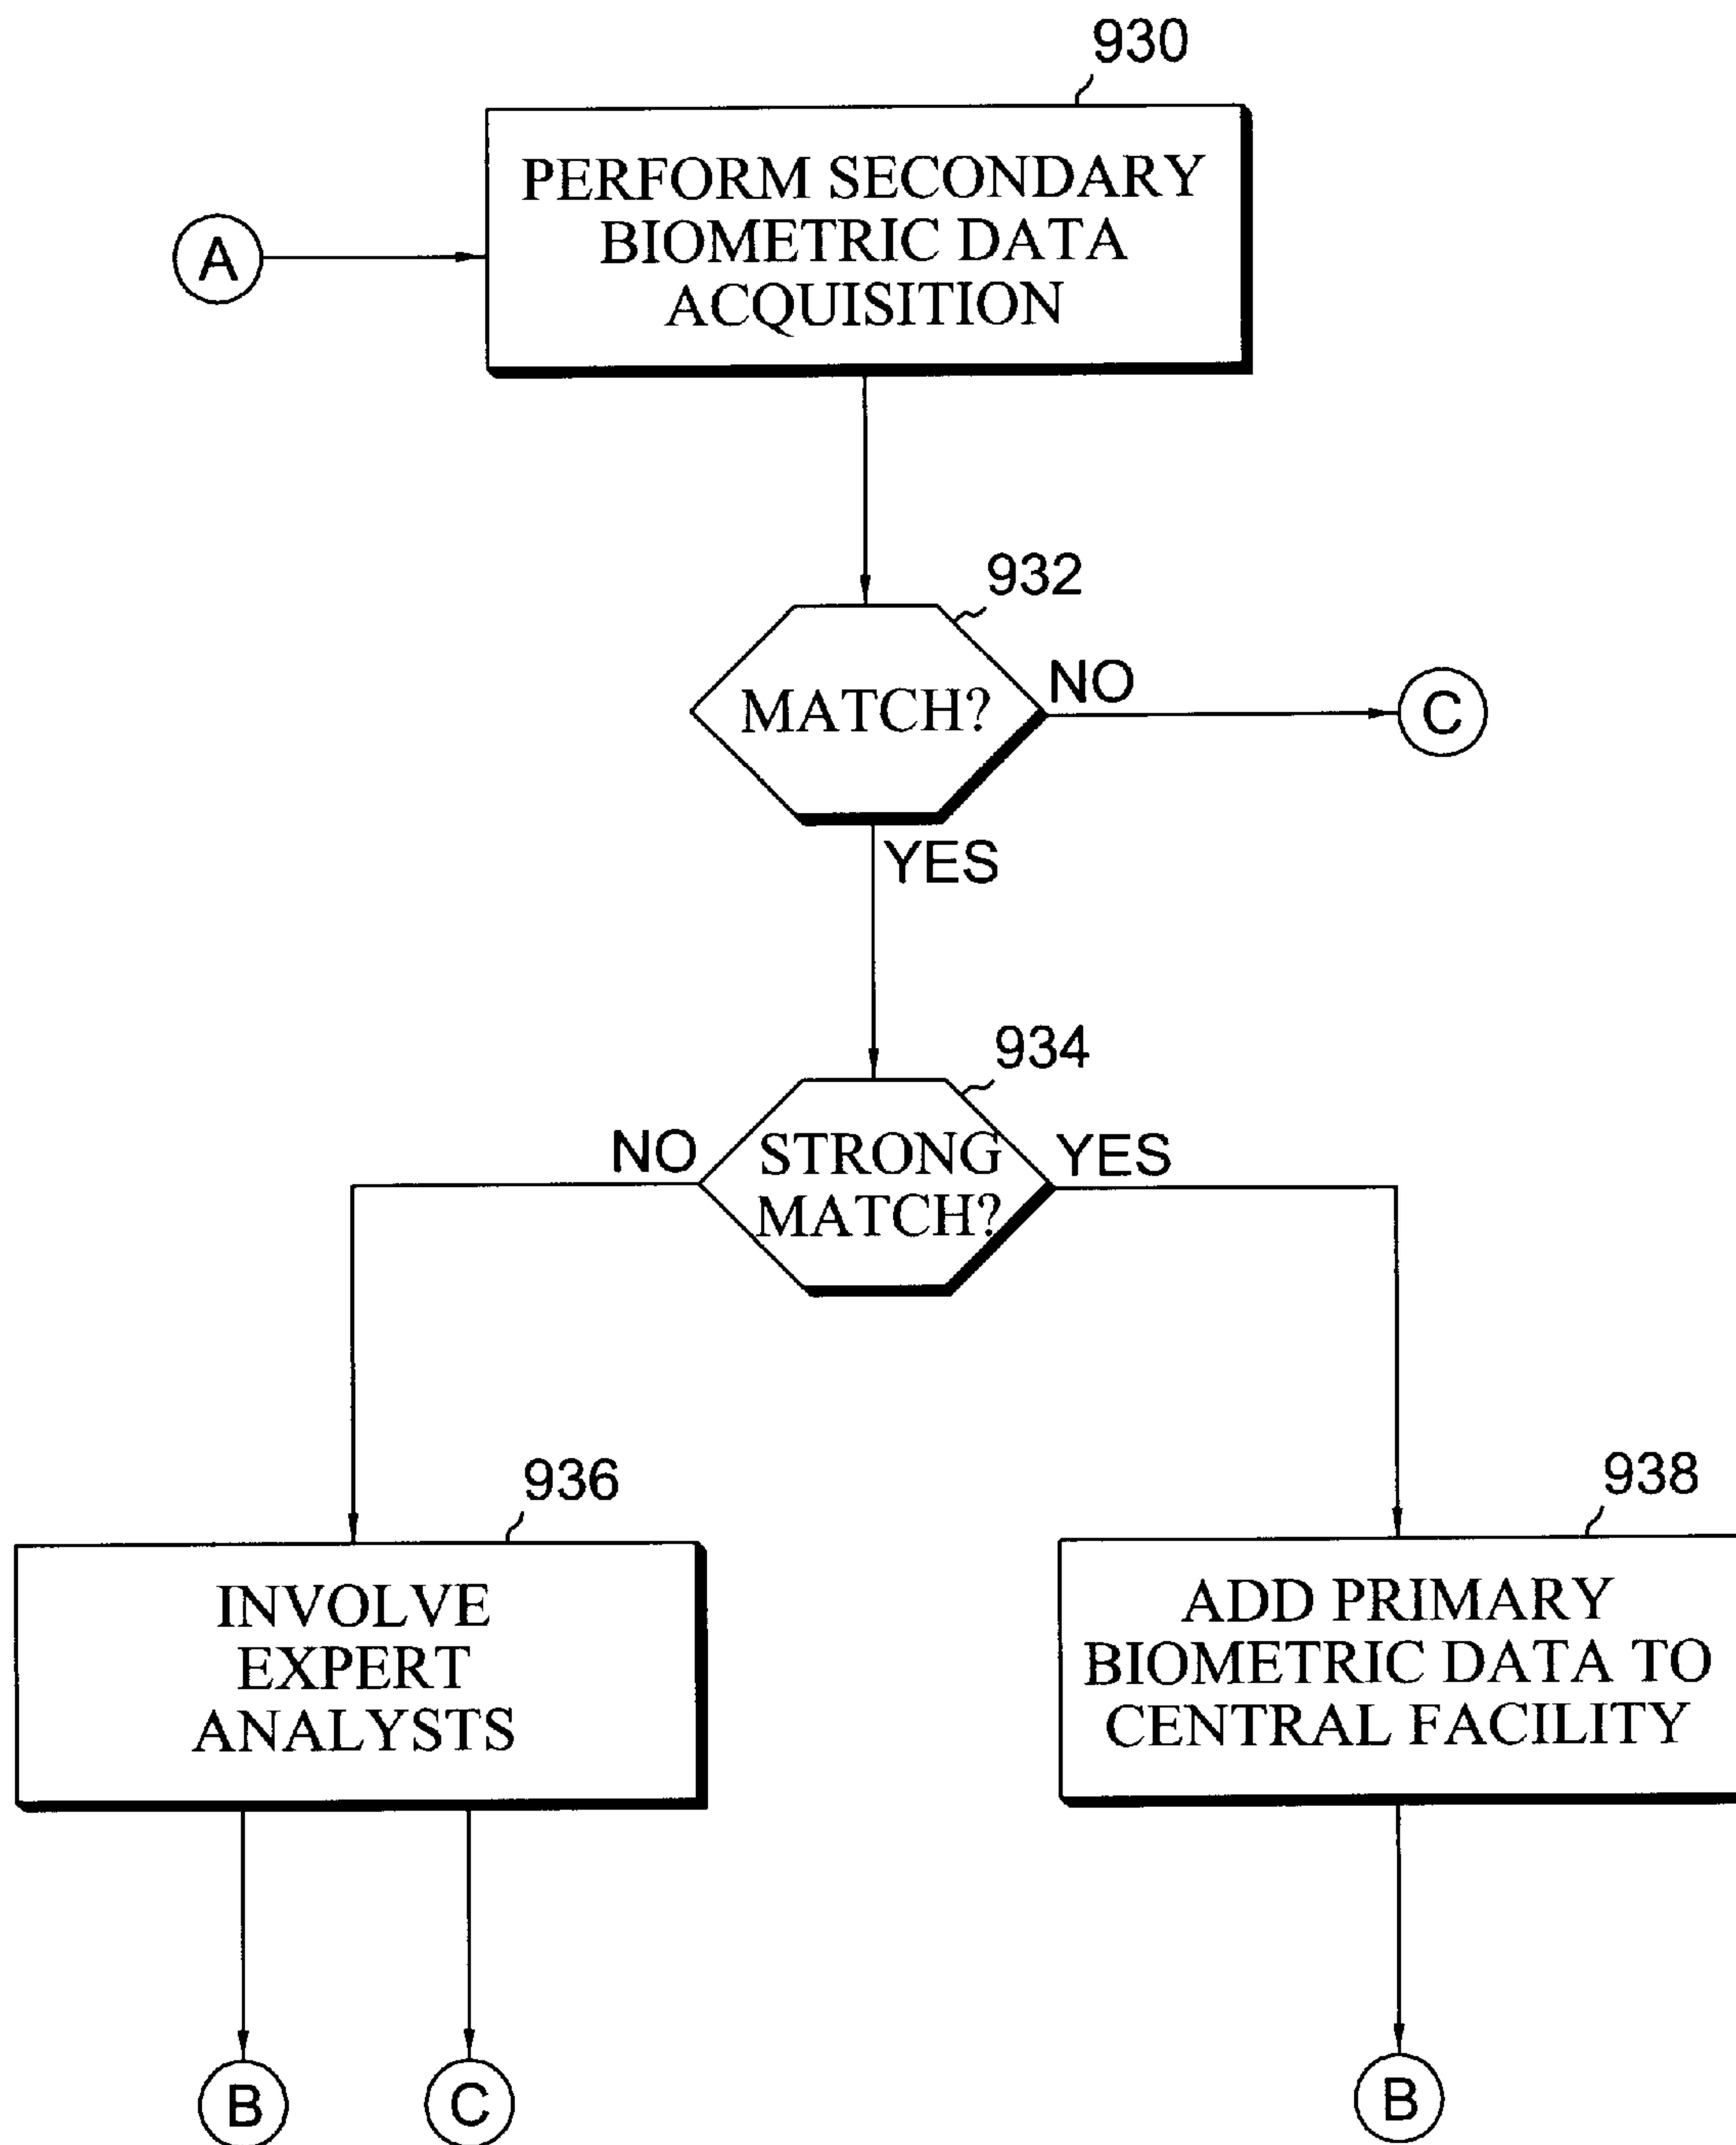 930
PERFORM SECONDARY
BIOMETRIC DATA
ACQUISITION
A
932
MATCH?
NO
C
YES
934
NO
STRONG
MATCH?
YES
936
INVOLVE
EXPERT
ANALYSTS
938
ADD PRIMARY
BIOMETRIC DATA TO
CENTRAL FACILITY
B
C
B